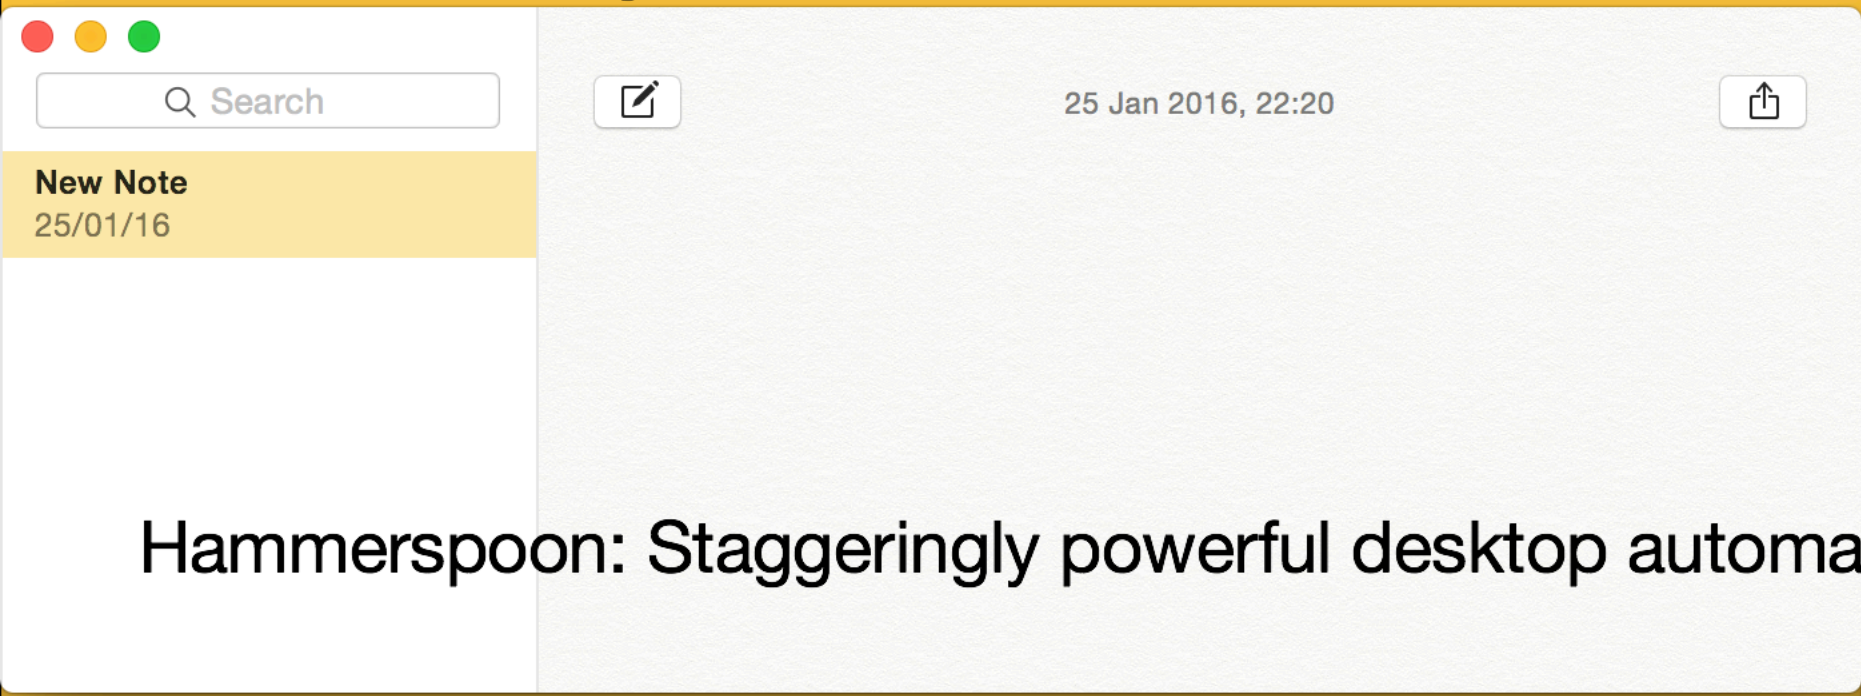 Search
25 Jan 2016, 22:20
New Note
25/01/16
Hammerspoon: Staggeringly powerful desktop automa